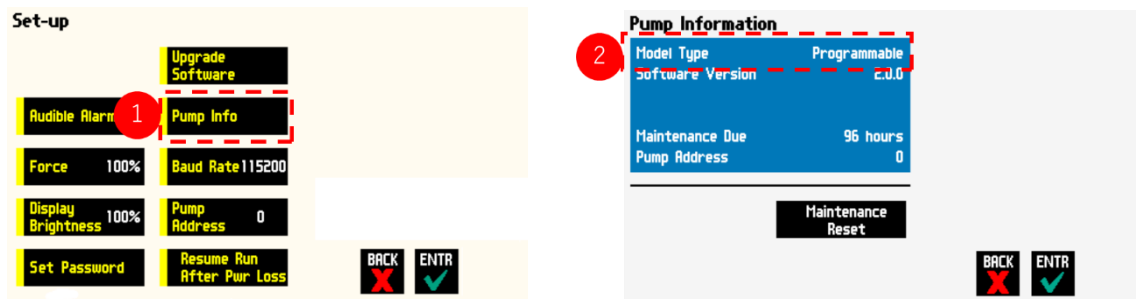 Set-up
Upgrade
Software
Audible Alarm
1
Pump Info
Force 100%
Baud Rate 115200
Display
Brightness 100%
Pump
Address 0
Set Password
Resume Run
After Pwr Loss
BACK
ENTR
Pump Information
2
Model Type Programmable
Software Version 2.0.0
Maintenance Due 96 hours
Pump Address 0
Maintenance
Reset
BACK
ENTR